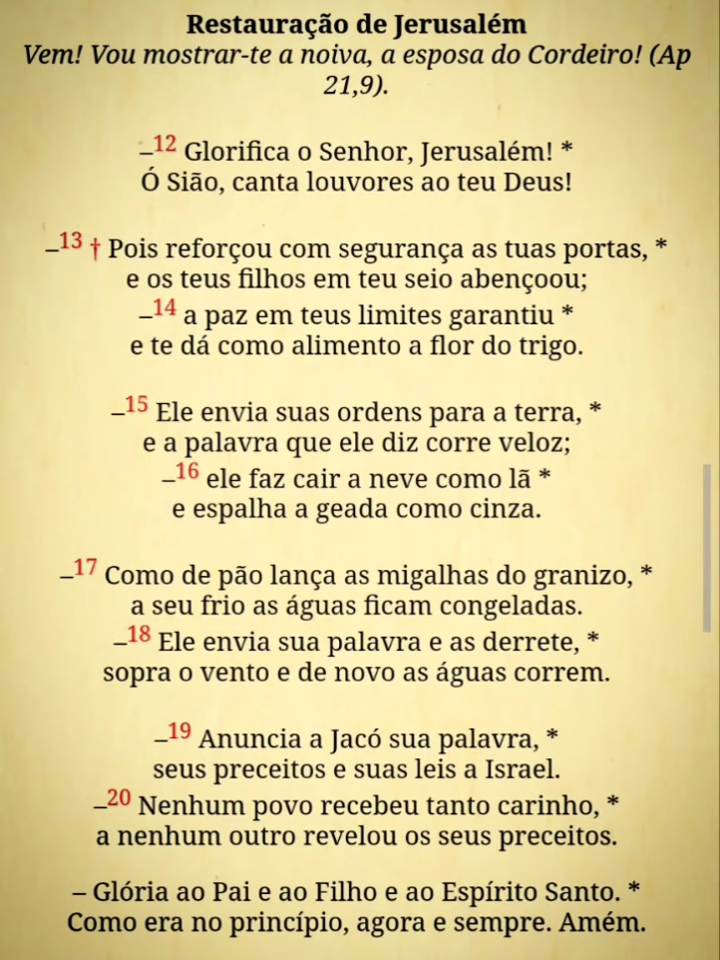 Restauração de Jerusalém
Vem! Vou mostrar-te a noiva, a esposa do Cordeiro! (Ap
21,9).
–12 Glorifica o Senhor, Jerusalém! *
Ó Sião, canta louvores ao teu Deus!
–13 † Pois reforçou com segurança as tuas portas, *
e os teus filhos em teu seio abençoou;
–14 a paz em teus limites garantiu *
e te dá como alimento a flor do trigo.
–15 Ele envia suas ordens para a terra, *
e a palavra que ele diz corre veloz;
–16 ele faz cair a neve como lã *
e espalha a geada como cinza.
–17 Como de pão lança as migalhas do granizo, *
a seu frio as águas ficam congeladas.
–18 Ele envia sua palavra e as derrete, *
sopra o vento e de novo as águas correm.
–19 Anuncia a Jacó sua palavra, *
seus preceitos e suas leis a Israel.
–20 Nenhum povo recebeu tanto carinho, *
a nenhum outro revelou os seus preceitos.
– Glória ao Pai e ao Filho e ao Espírito Santo. *
Como era no princípio, agora e sempre. Amém.